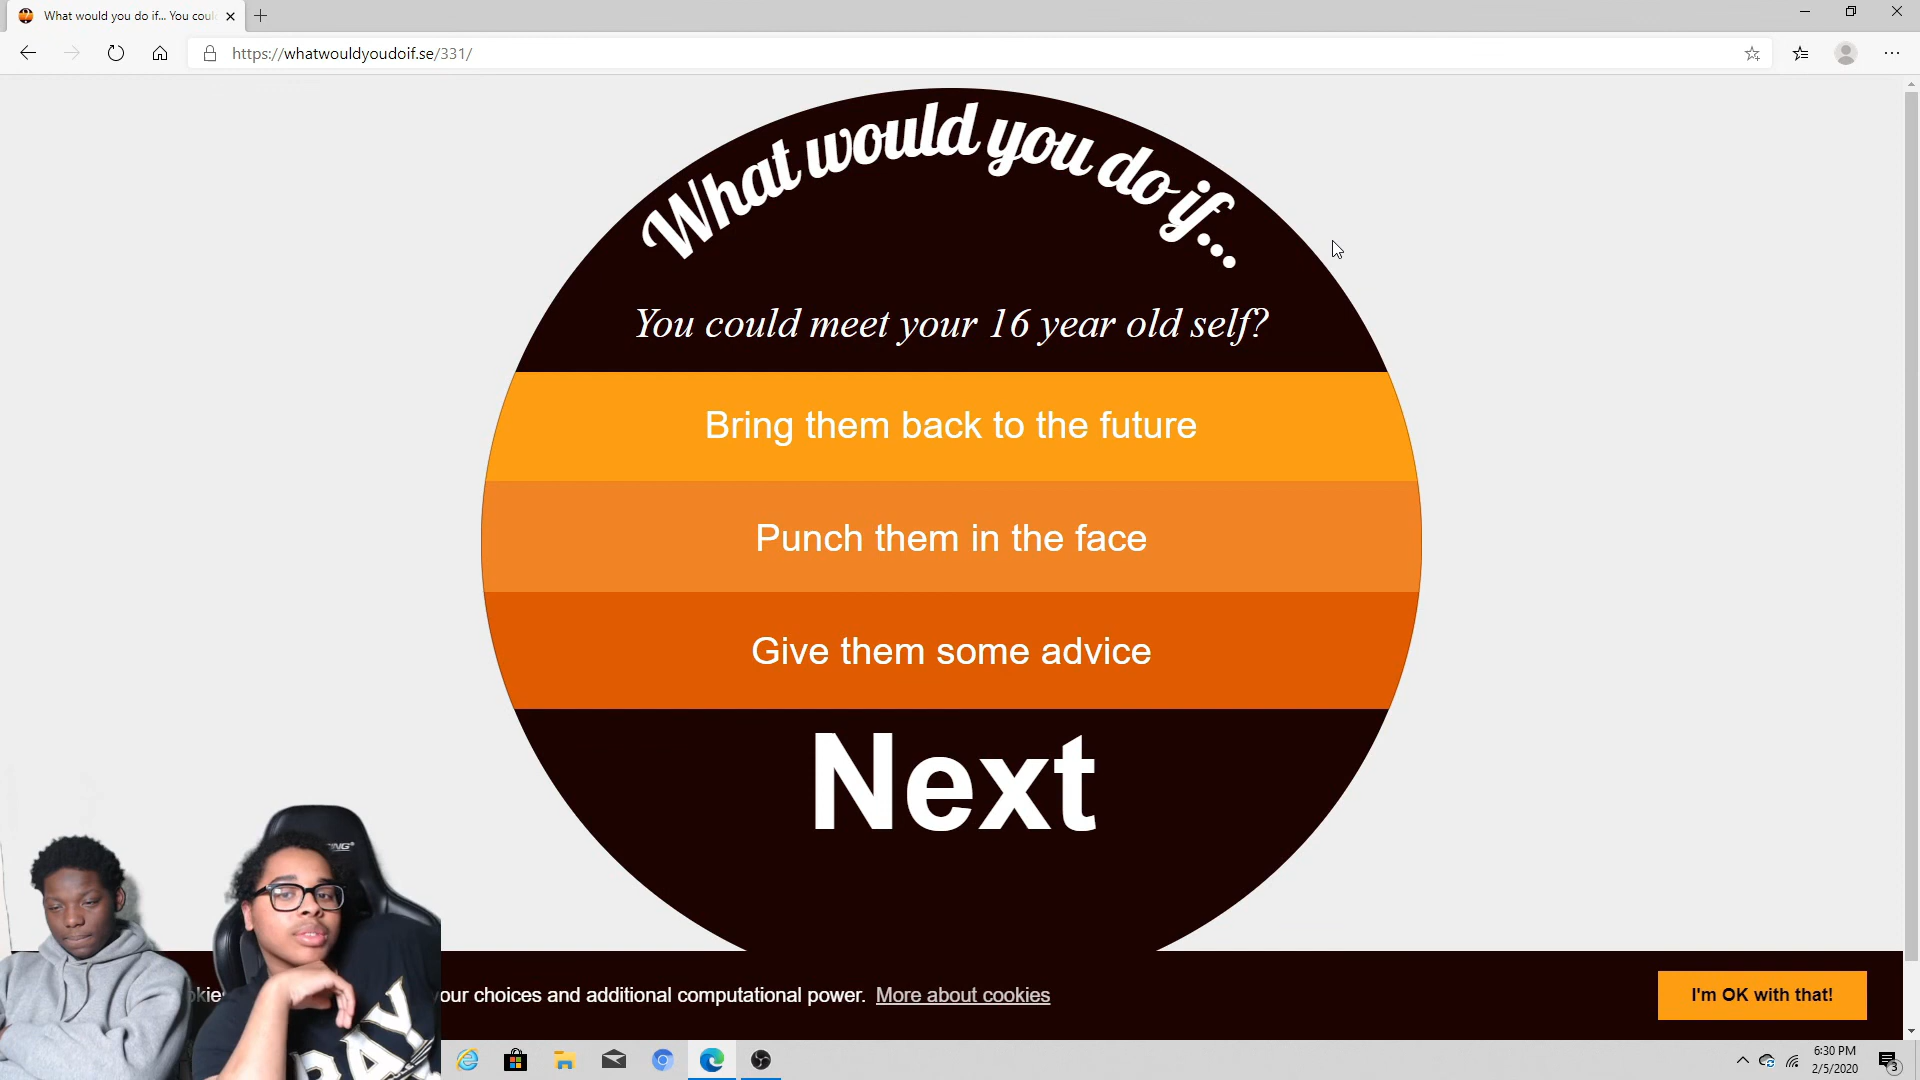 What would you do if... You coul
https://whatwouldyoudoif.se/331/
What would you do if...
You could meet your 16 year old self?
Bring them back to the future
Punch them in the face
Give them some advice
Next
okie
our choices and additional computational power. More about cookies
I'm OK with that!
6:30 PM
2/5/2020
3